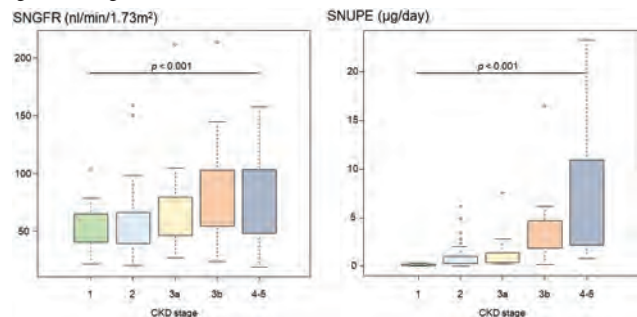 SNGFR (nl/min/1.73m²)
200
150
100
50
p < 0.001
1 2 3a 3b 4-5
CKD stage
SNUPE (µg/day)
20
15
10
5
0
p < 0.001
1 2 3a 3b 4-5
CKD stage